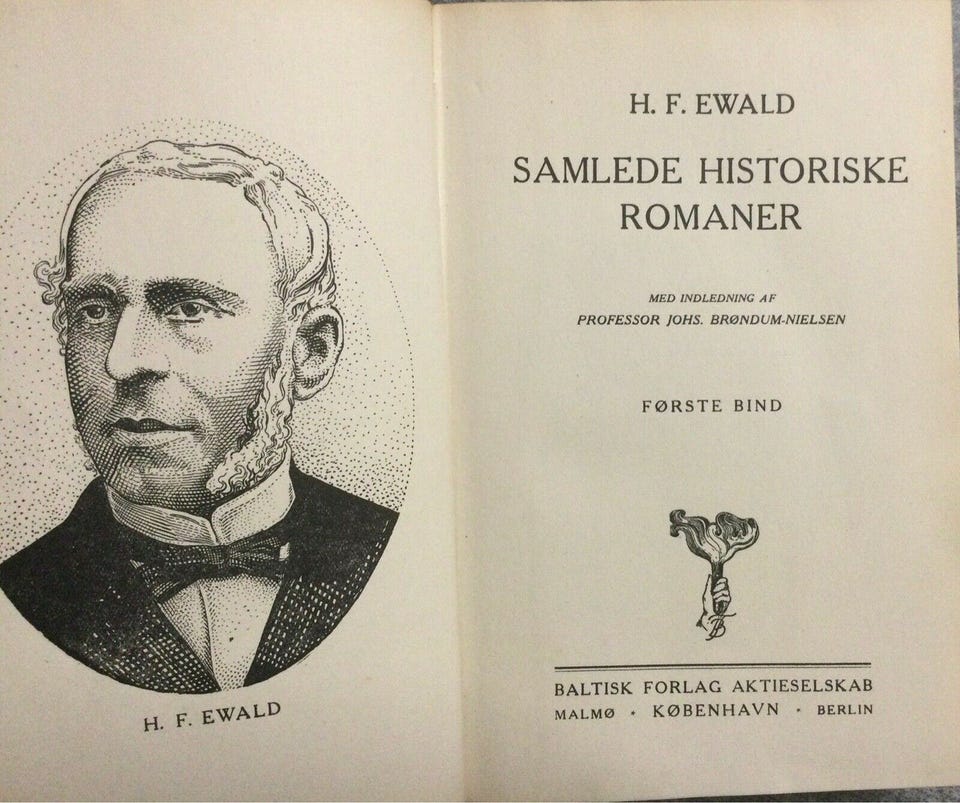 H. F. EWALD
H. F. EWALD
SAMLEDE HISTORISKE
ROMANER
MED INDLEDNING AF
PROFESSOR JOHS. BRØNDUM-NIELSEN
FØRSTE BIND
BALTISK FORLAG AKTIESELSKAB
MALMØ * KØBENHAVN * BERLIN